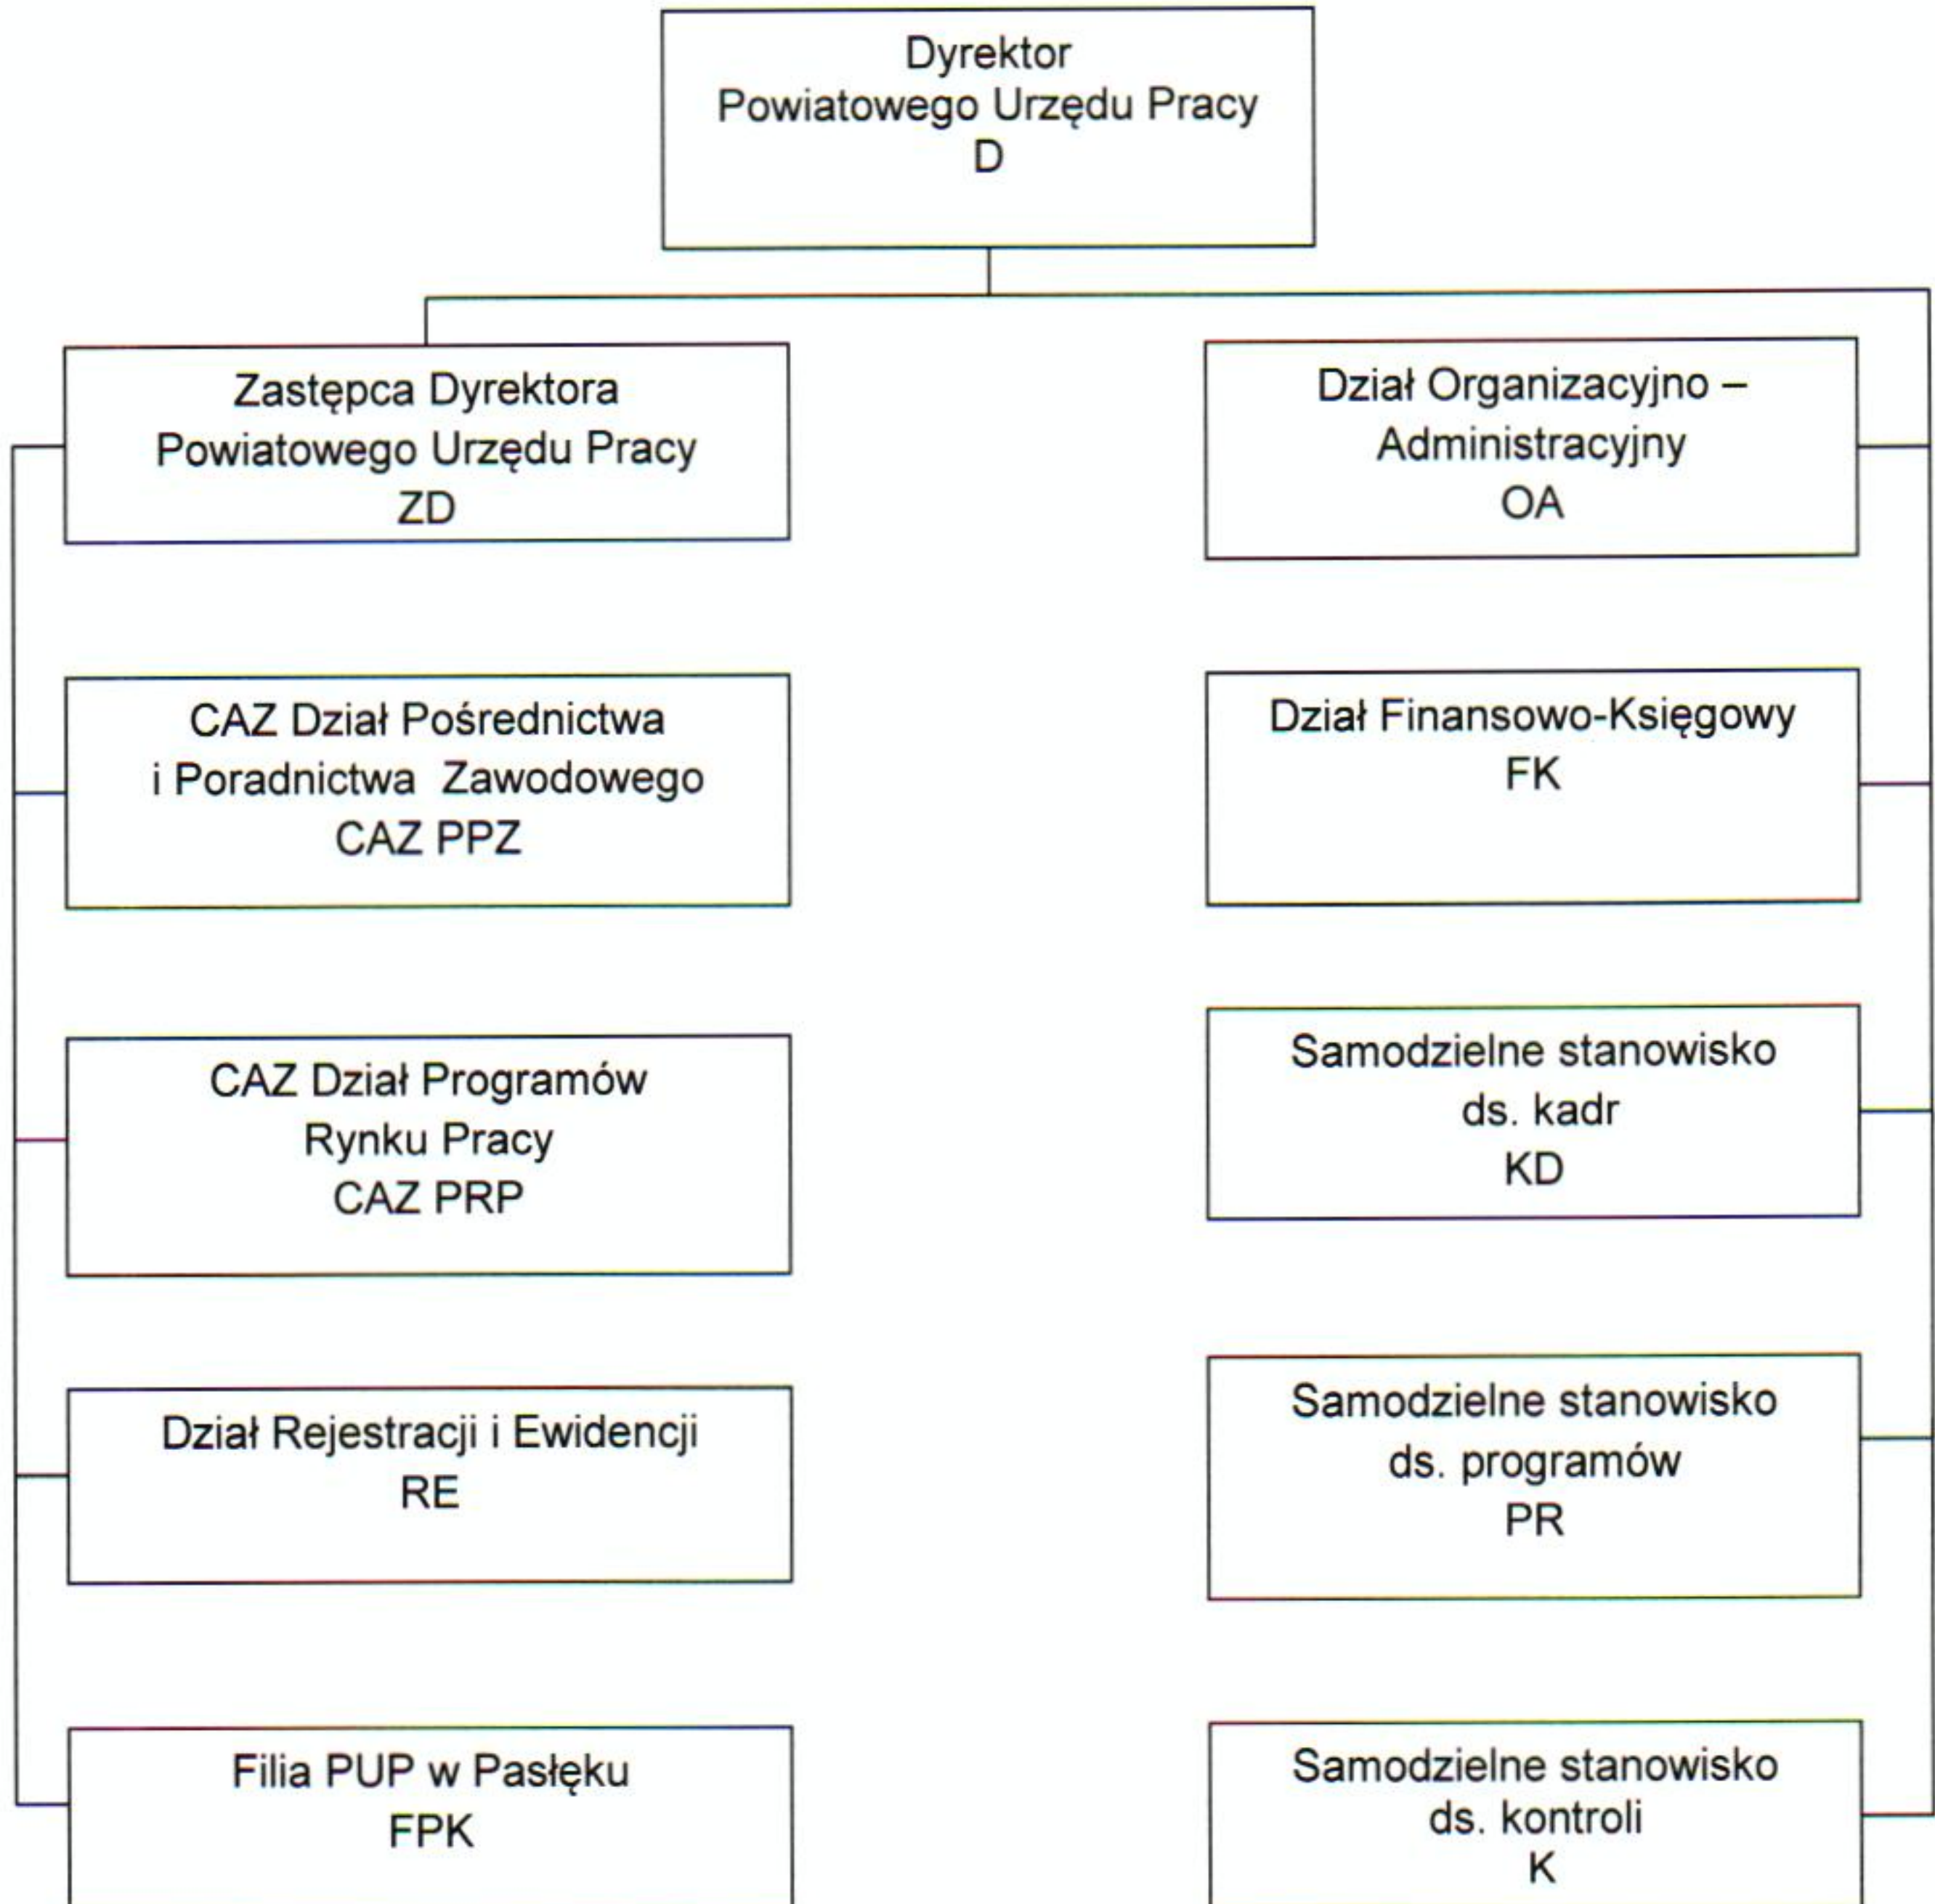 Dyrektor
Powiatowego Urzędu Pracy
D
Zastępca Dyrektora
Powiatowego Urzędu Pracy
ZD
CAZ Dział Pośrednictwa
i Poradnictwa Zawodowego
CAZ PPZ
CAZ Dział Programów
Rynku Pracy
CAZ PRP
Dział Rejestracji i Ewidencji
RE
Filia PUP w Pasłęku
FPK
Dział Organizacyjno –
Administracyjny
OA
Dział Finansowo-Księgowy
FK
Samodzielne stanowisko
ds. kadr
KD
Samodzielne stanowisko
ds. programów
PR
Samodzielne stanowisko
ds. kontroli
K